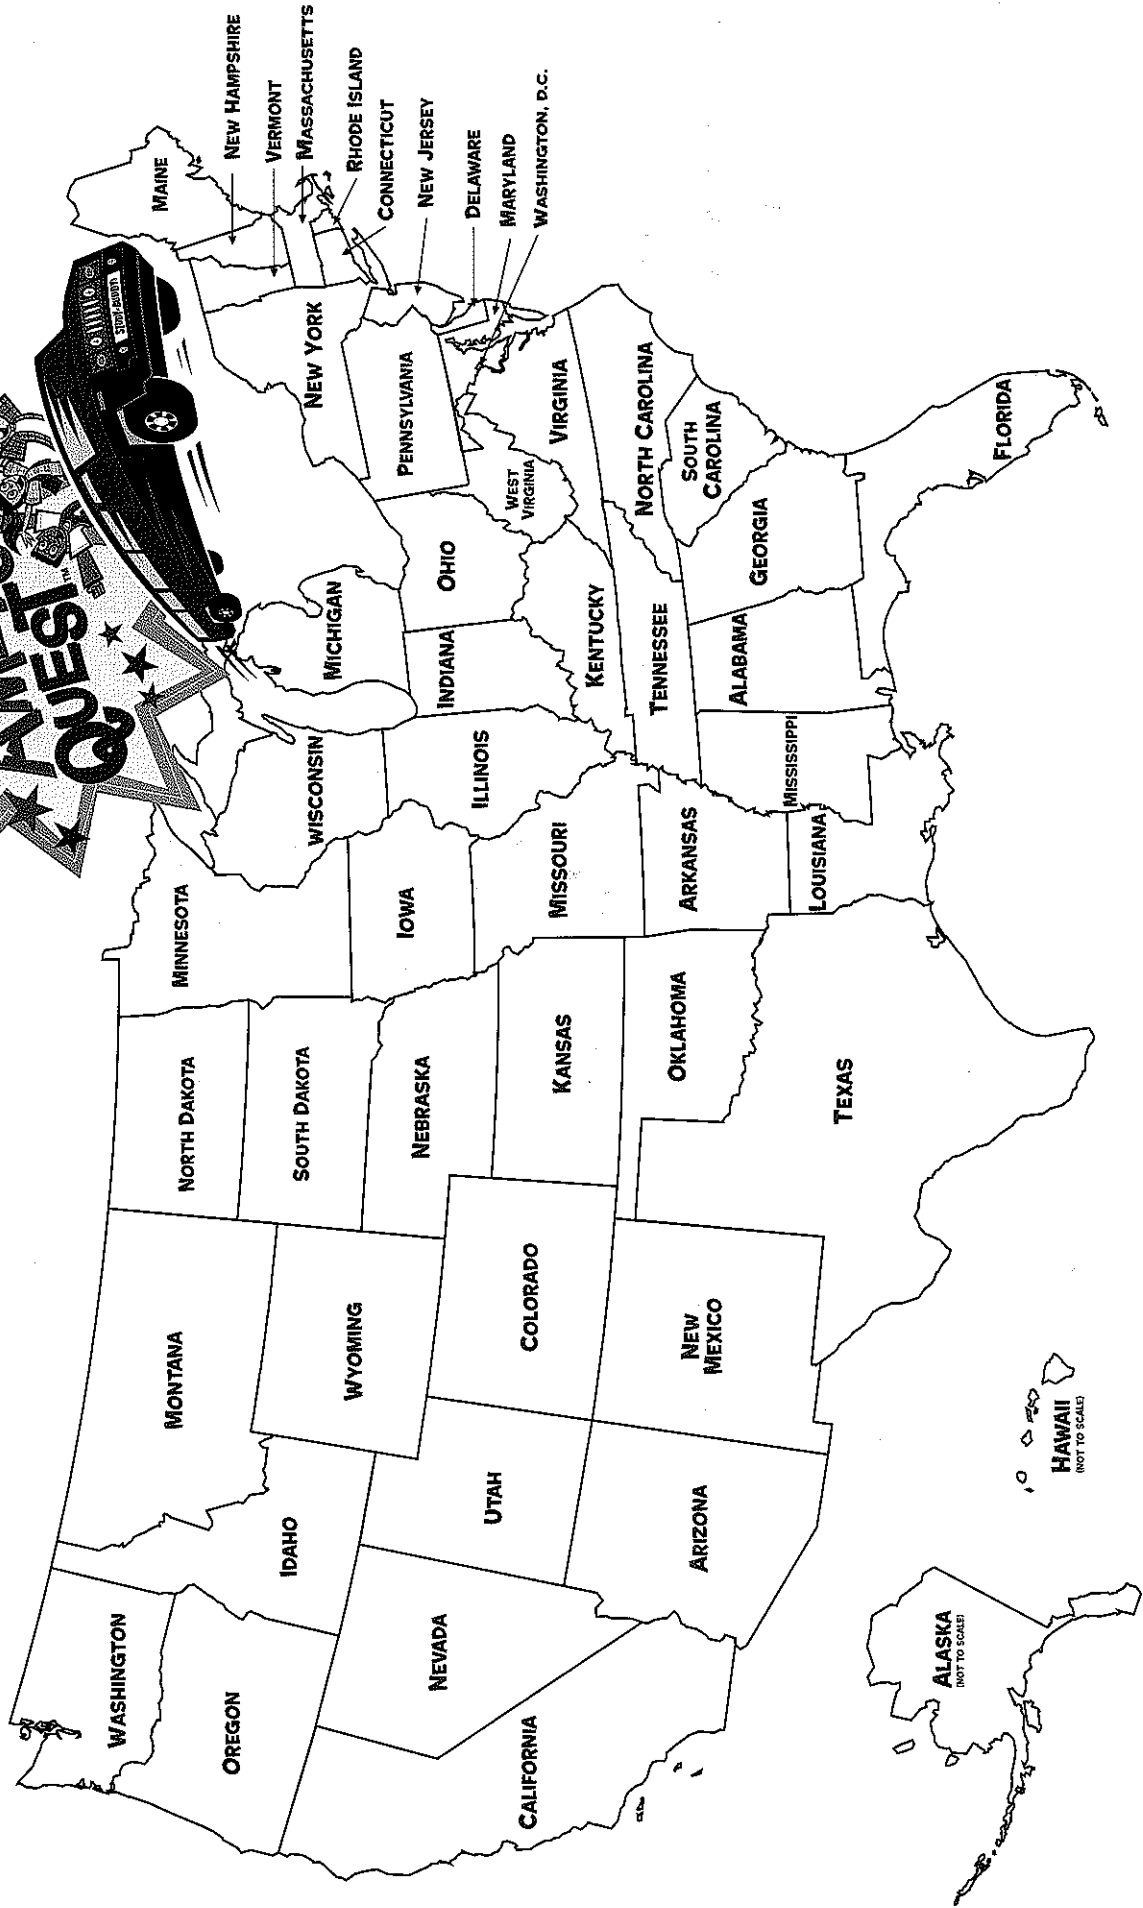 QUEST™
STOOT-BUDDTI
MAINE
NEW HAMPSHIRE
VERMONT
MASSACHUSETTS
RHODE ISLAND
CONNECTICUT
NEW JERSEY
DELAWARE
MARYLAND
WASHINGTON, D.C.
NEW YORK
PENNSYLVANIA
WEST
VIRGINIA
VIRGINIA
NORTH CAROLINA
SOUTH
CAROLINA
GEORGIA
FLORIDA
OHIO
MICHIGAN
INDIANA
KENTUCKY
TENNESSEE
ALABAMA
MISSISSIPPI
WISCONSIN
ILLINOIS
MINNESOTA
IOWA
MISSOURI
ARKANSAS
LOUISIANA
NORTH DAKOTA
SOUTH DAKOTA
NEBRASKA
KANSAS
OKLAHOMA
TEXAS
MONTANA
WYOMING
COLORADO
NEW
MEXICO
IDAHO
UTAH
ARIZONA
WASHINGTON
OREGON
NEVADA
CALIFORNIA
ALASKA
(NOT TO SCALE)
HAWAII
(NOT TO SCALE)